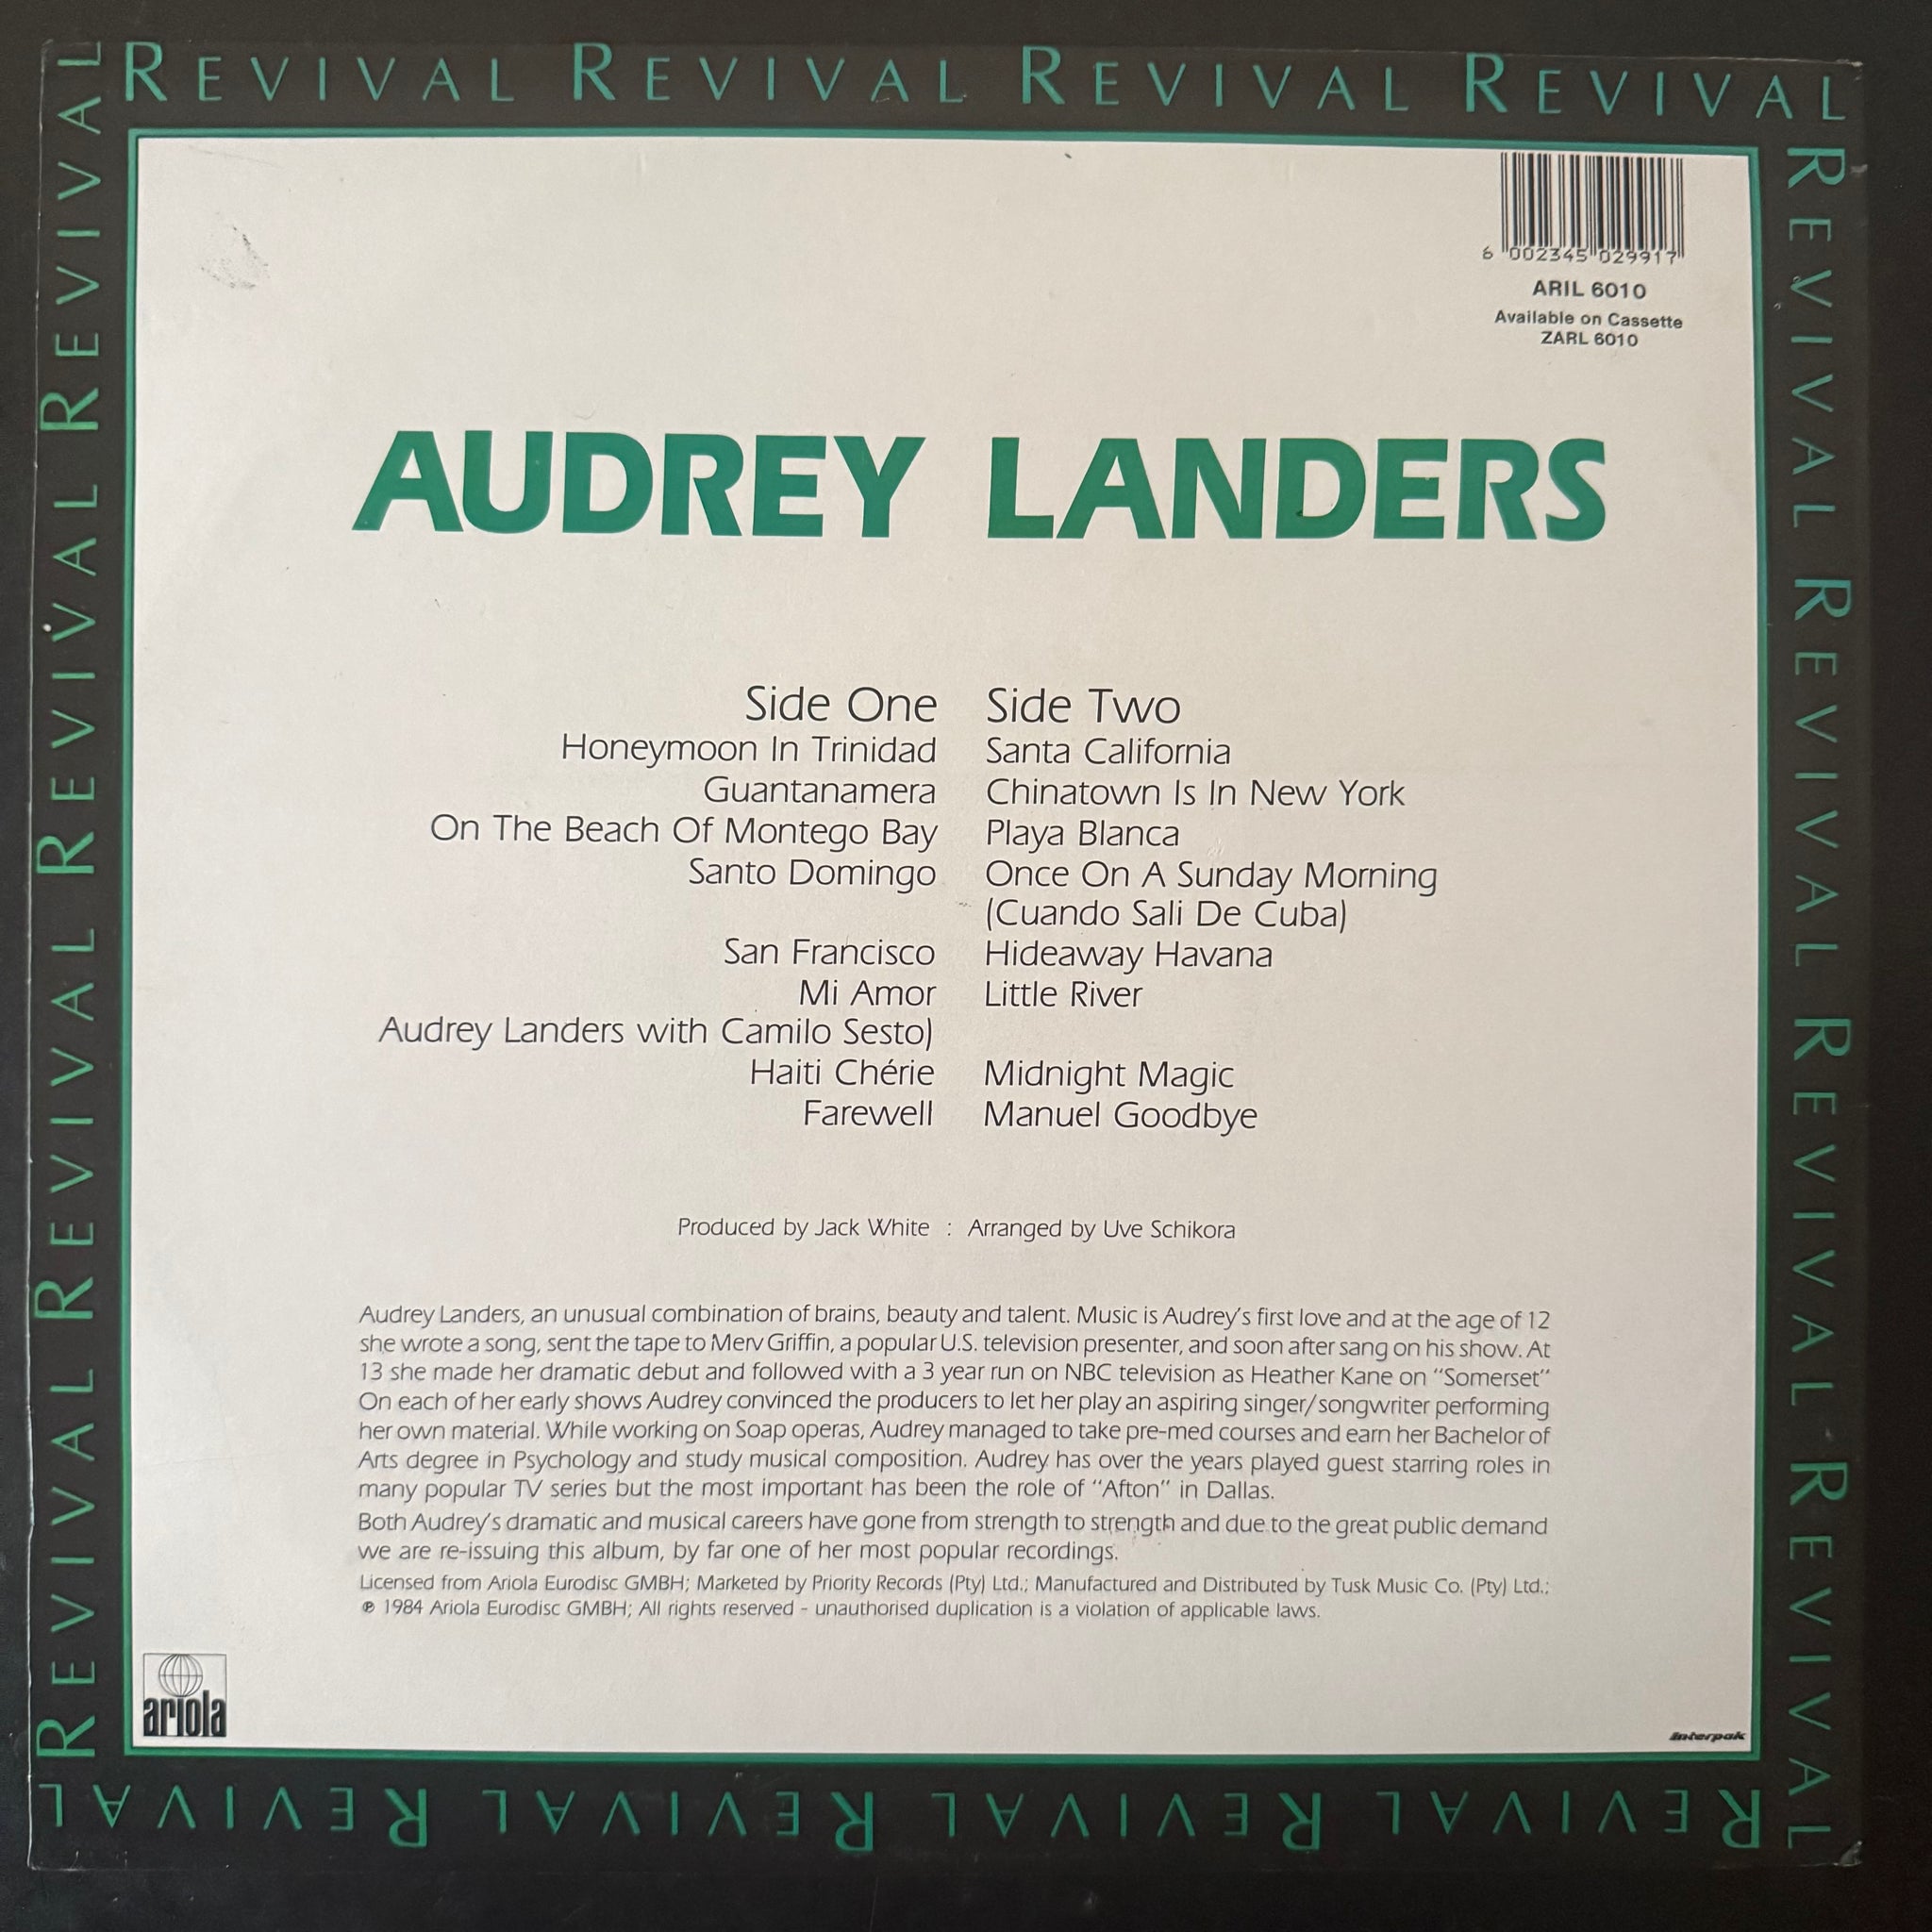 REVIVAL REVIVAL REVIVAL REVIVAL
REVIVAL REVIVAL REVIVAL REVIVAL
REVIVAL REVIVAL REVIVAL REVIVAL
6 002345 029917
ARIL 6010
Available on Cassette
ZARL 6010
AUDREY LANDERS
Side One
Honeymoon In Trinidad
Guantanamera
On The Beach Of Montego Bay
Santo Domingo
San Francisco
Mi Amor
Audrey Landers with Camilo Sesto)
Haiti Chérie
Farewell
Side Two
Santa California
Chinatown Is In New York
Playa Blanca
Once On A Sunday Morning
(Cuando Sali De Cuba)
Hideaway Havana
Little River
Midnight Magic
Manuel Goodbye
Produced by Jack White : Arranged by Uve Schikora
Audrey Landers, an unusual combination of brains, beauty and talent. Music is Audrey's first love and at the age of 12
she wrote a song, sent the tape to Merv Griffin, a popular U.S. television presenter, and soon after sang on his show. At
13 she made her dramatic debut and followed with a 3 year run on NBC television as Heather Kane on "Somerset"
On each of her early shows Audrey convinced the producers to let her play an aspiring singer/songwriter performing
her own material. While working on Soap operas, Audrey managed to take pre-med courses and earn her Bachelor of
Arts degree in Psychology and study musical composition. Audrey has over the years played guest starring roles in
many popular TV series but the most important has been the role of "Afton" in Dallas.
Both Audrey's dramatic and musical careers have gone from strength to strength and due to the great public demand
we are re-issuing this album, by far one of her most popular recordings.
Licensed from Ariola Eurodisc GMBH; Marketed by Priority Records (Pty) Ltd.; Manufactured and Distributed by Tusk Music Co. (Pty) Ltd.;
℗ 1984 Ariola Eurodisc GMBH; All rights reserved - unauthorised duplication is a violation of applicable laws.
ariola
interpak
REVIVAL REVIVAL REVIVAL REVIVAL